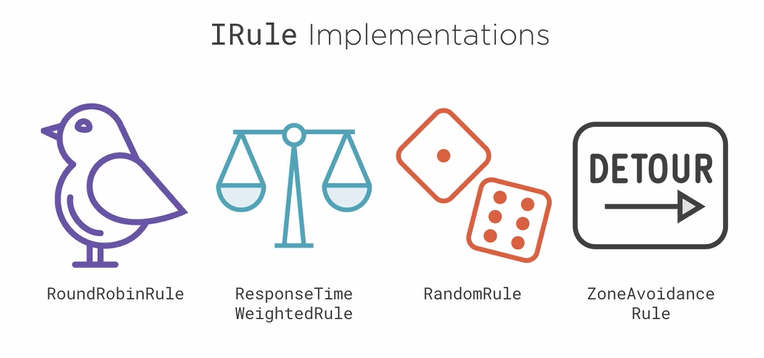 IRule Implementations
DETOUR
RoundRobinRule
ResponseTime
WeightedRule
RandomRule
ZoneAvoidance
Rule